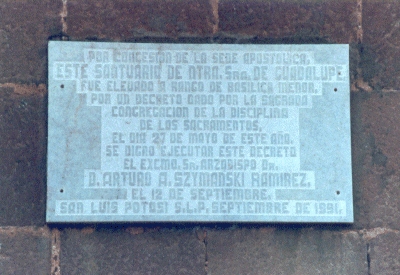 POR CONCESION DE LA SEDE APOSTOLICA,
ESTE SANTUARIO DE NTRA. SRA. DE GUADALUPE
FUE ELEVADO A RANGO DE BASILICA MENOR,
POR UN DECRETO DADO POR LA SAGRADA
CONGREGACION DE LA DISCIPLINA
DE LOS SACRAMENTOS,
EL DIA 27 DE MAYO DE ESTE AÑO.
SE DIGNO EJECUTAR ESTE DECRETO
EL EXCMO. SR. ARZOBISPO DN.
D. ARTURO A. SZYMANSKI RAMIREZ,
EL 12 DE SEPTIEMBRE.
SAN LUIS POTOSI S.L.P. SEPTIEMBRE DE 1991.